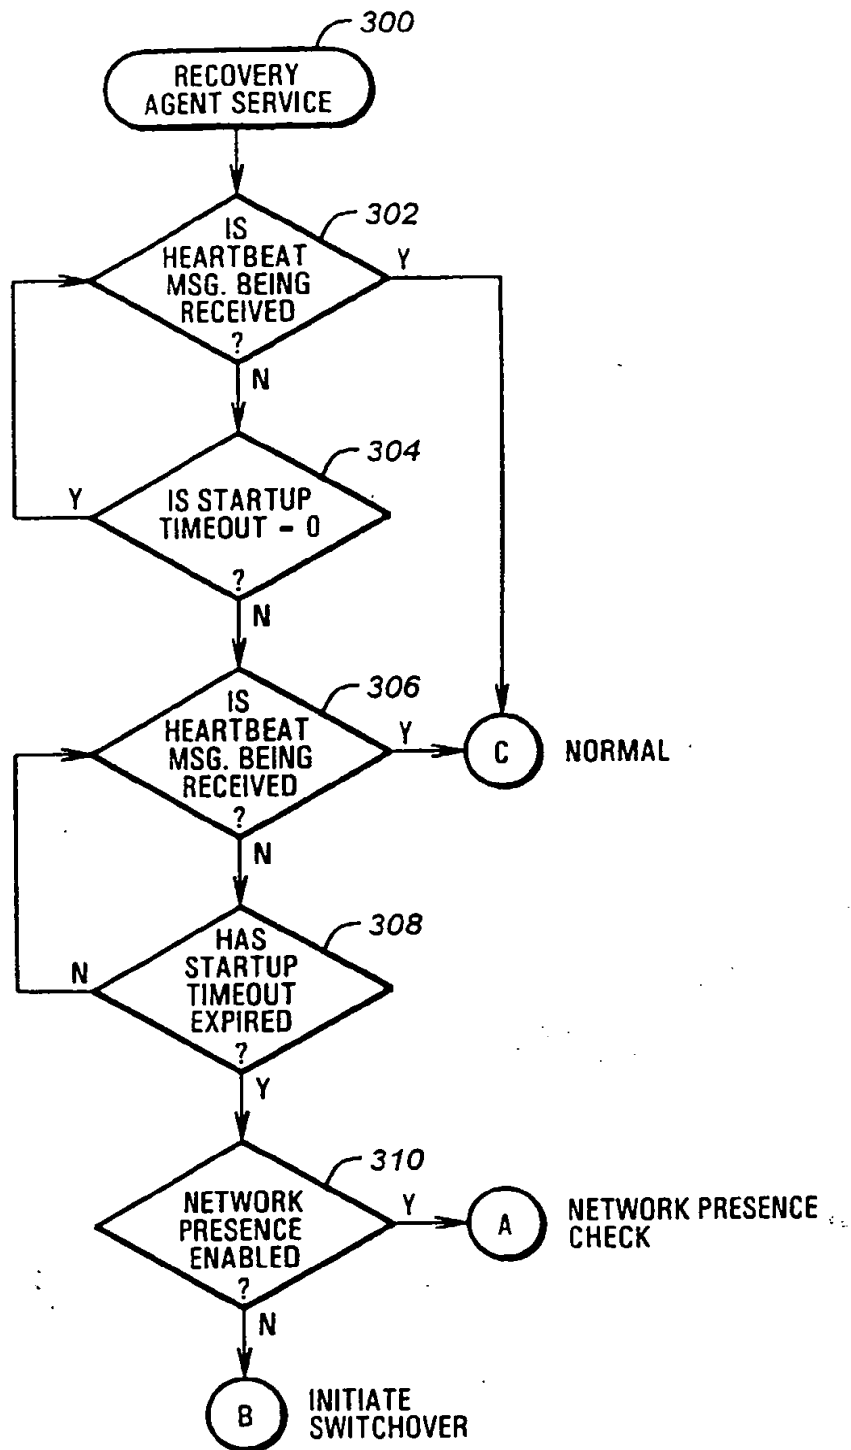 300
RECOVERY
AGENT SERVICE
302
IS
HEARTBEAT
MSG. BEING
RECEIVED
?
Y
N
304
IS STARTUP
TIMEOUT - 0
?
Y
N
306
IS
HEARTBEAT
MSG. BEING
RECEIVED
?
Y
C
NORMAL
N
308
HAS
STARTUP
TIMEOUT
EXPIRED
?
N
Y
310
NETWORK
PRESENCE
ENABLED
?
Y
A
NETWORK PRESENCE
CHECK
N
B
INITIATE
SWITCHOVER